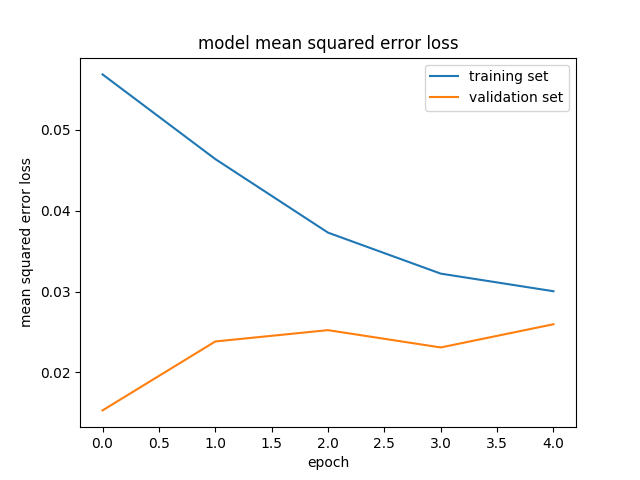 model mean squared error loss
training set
validation set
0.05
0.04
0.03
0.02
mean squared error loss
0.0 0.5 1.0 1.5 2.0 2.5 3.0 3.5 4.0
epoch